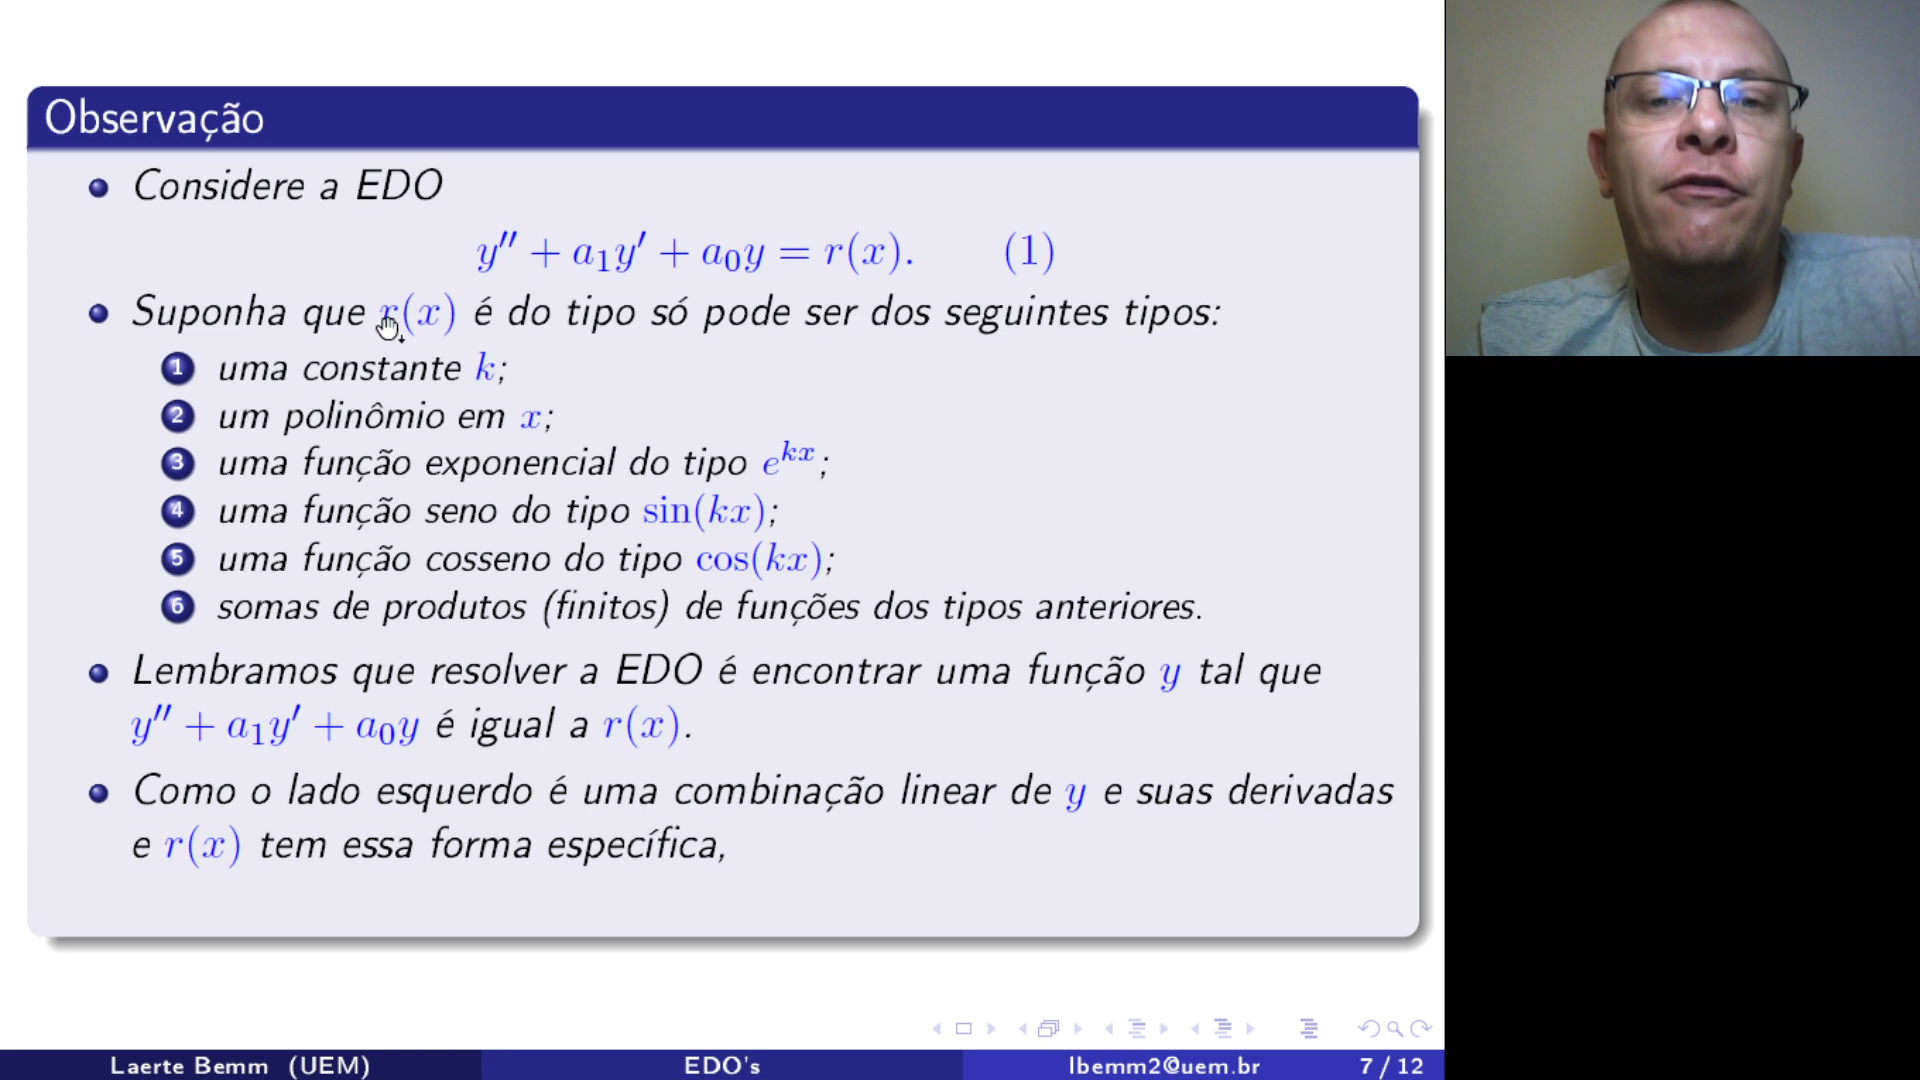 Observação
Considere a EDO
y″ + a₁y′ + a₀y = r(x). (1)
Suponha que r(x) é do tipo só pode ser dos seguintes tipos:
1 uma constante k;
2 um polinômio em x;
3 uma função exponencial do tipo e^{kx};
4 uma função seno do tipo sin(kx);
5 uma função cosseno do tipo cos(kx);
6 somas de produtos (finitos) de funções dos tipos anteriores.
Lembramos que resolver a EDO é encontrar uma função y tal que
y″ + a₁y′ + a₀y é igual a r(x).
Como o lado esquerdo é uma combinação linear de y e suas derivadas
e r(x) tem essa forma específica,
Laerte Bemm (UEM) EDO's lbemm2@uem.br 7 / 12